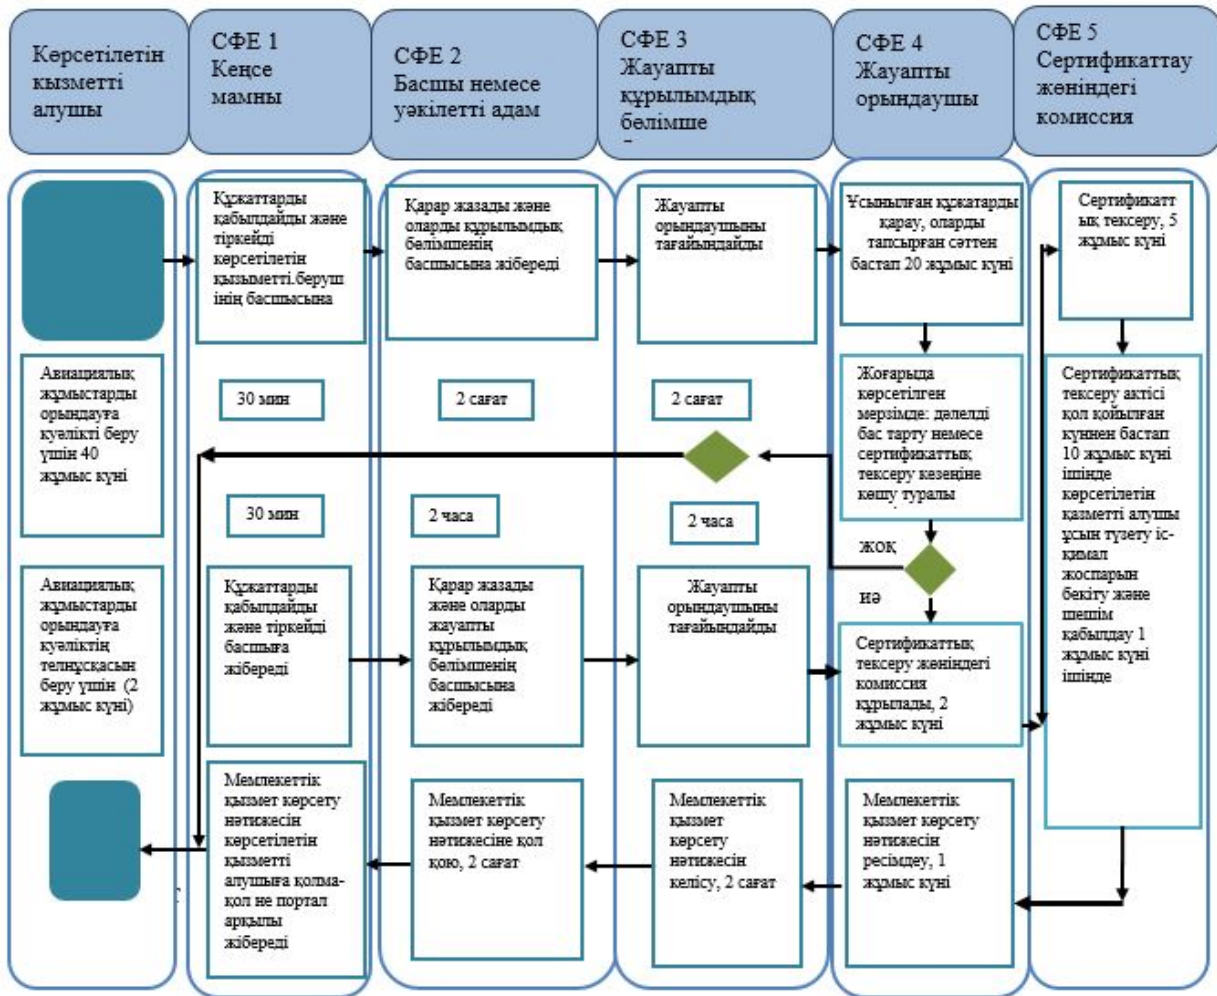 Көрсетілетін
кызметті
алушы
СФЕ 1
Кеңсе
мамны
СФЕ 2
Басшы немесе
уәкілетті адам
СФЕ 3
Жауапты
құрылымдық
бөлімше
СФЕ 4
Жауапты
орындаушы
СФЕ 5
Сертификаттау
жөніндегі
комиссия
Құжаттарды
қабылдайды және
тіркейді
көрсетілетін
қызыметті.беруш
інің басшысына
Қарар жазады және
оларды құрылымдық
бөлімшенің
басшысына жібереді
Жауапты
орындаушыны
тағайындайды
Ұсынылған құжатарды
қарау, оларды
тапсырған сәттен
бастап 20 жұмыс күні
Сертификатт
ық тексеру, 5
жұмыс күні
Авиациялық
жұмыстарды
орындауға
куәлікті беру
үшін 40
жұмыс күні
30 мин
2 сағат
2 сағат
Жоғарыда
көрсетілген
мерзімде: дәлелді
бас тарту немесе
сертификаттық
тексеру кезеңіне
көшу туралы
Сертификаттық
тексеру актісі
қол қойылған
күннен бастап
10 жұмыс күні
ішінде
көрсетілетін
қазметті алушы
ұсын түзету іс-
қимал
жоспарын
бекіту және
шешім
қабылдау 1
жұмыс күні
ішінде
30 мин
2 часа
2 часа
жоқ
иә
Авиациялық
жұмыстарды
орындауға
куәліктің
телнұсқасын
беру үшін (2
жұмыс күні)
Құжаттарды
қабылдайды
және тіркейді
басшыға
жібереді
Қарар жазады
және оларды
жауапты
құрылымдық
бөлімшенің
басшысына
жібереді
Жауапты
орындаушыны
тағайындайды
Сертификаттық
тексеру жөніндегі
комиссия
құрылады, 2
жұмыс күні
Мемлекеттік
қызмет көрсету
нәтижесін
көрсетілетін
қызметті
алушыға қолма-
қол не портал
арқылы
жібереді
Мемлекеттік
қызмет көрсету
нәтижесіне қол
қою, 2 сағат
Мемлекеттік
қызмет
көрсету
нәтижесін
келісу, 2 сағат
Мемлекеттік
қызмет көрсету
нәтижесін
ресімдеу, 1
жұмыс күні